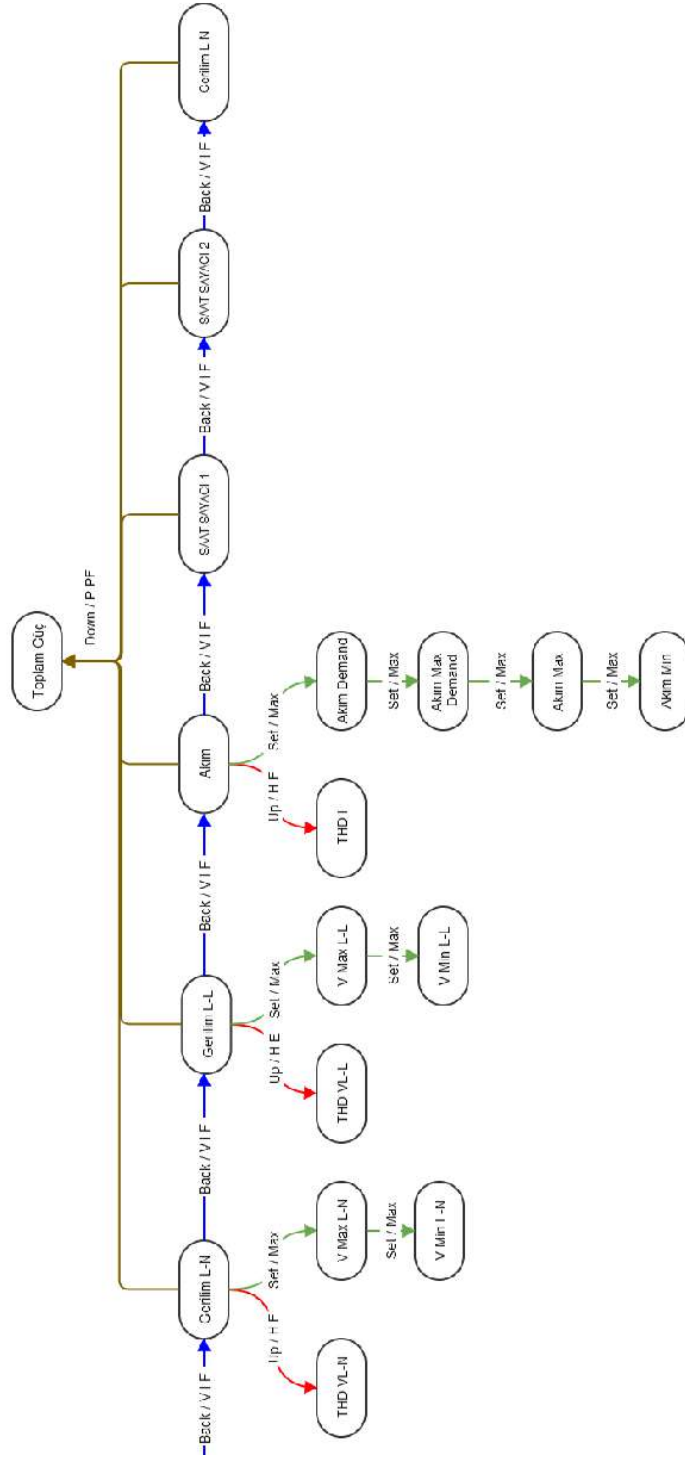 Toplam Güç
Down / P PF
Back / V I F
Gerilim L-N
Back / V I F
Gerilim L-L
Back / V I F
Akım
Back / V I F
SAAT SAYACI 1
Back / V I F
SAAT SAYACI 2
Back / V I F
Gerilim L-N
Up / H E
Set / Max
Up / H E
Set / Max
Up / H E
Set / Max
THD VL-N
V Max L-N
THD VL-L
V Max L-L
THD I
Akım Demand
Set / Max
Set / Max
Set / Max
V Min L-N
V Min L-L
Akım Max
Demand
Set / Max
Akım Max
Set / Max
Akım Min